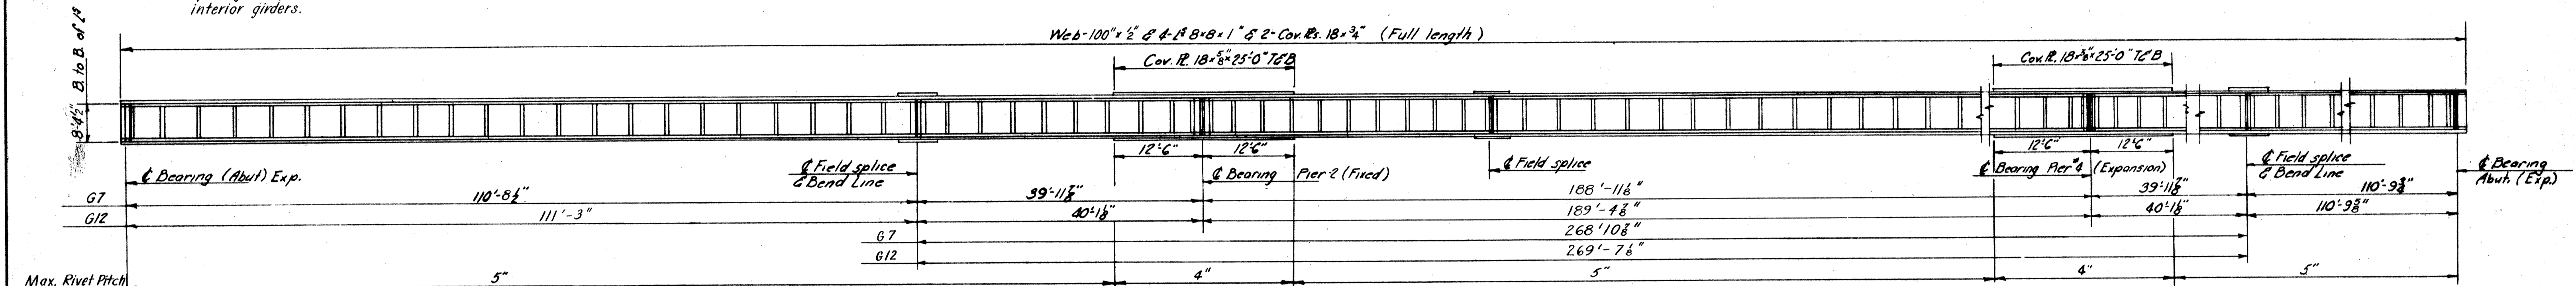 interior girders.
Web-100"x½" & 4-Ls 8x8x1" & 2-Cov. Pls. 18x¾" (Full length)
Cov. Pl. 18x⅝"x25'-0" T&B
Cov. Pl. 18x⅝"x25'-0" T&B
8'-4½" B. to B. of Ls
12'-6"
12'-6"
12'-6"
12'-6"
℄ Bearing (Abut) Exp.
℄ Field splice
& Bend Line
℄ Bearing Pier-2 (Fixed)
℄ Field splice
℄ Bearing Pier #4 (Expansion)
℄ Field splice
& Bend Line
℄ Bearing
Abut. (Exp.)
G7 110'-8½" 39'-11⅞" 188'-11⅛" 39'-11⅞" 110'-9¾"
G12 111'-3" 40'-1⅛" 189'-4⅞" 40'-1⅛" 110'-9⅝"
G7 268'10⅞"
G12 269'-7⅛"
Max. Rivet Pitch 5" 4" 5" 4" 5"